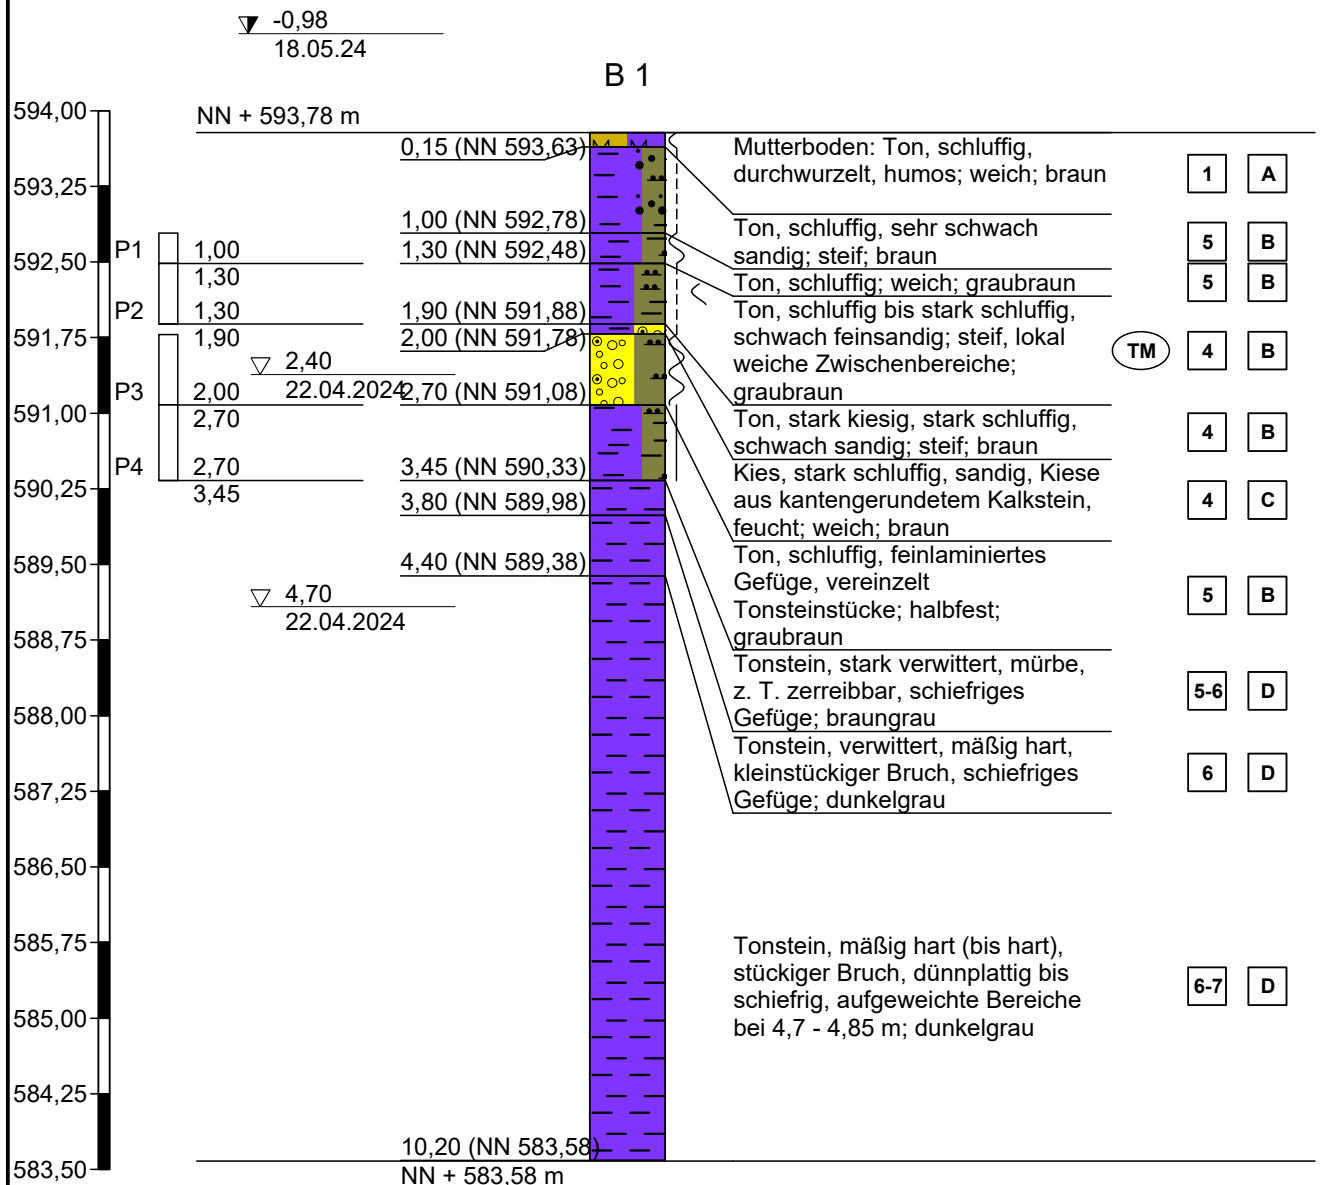 -0,98
18.05.24
B 1
594,00
593,25
592,50
591,75
591,00
590,25
589,50
588,75
588,00
587,25
586,50
585,75
585,00
584,25
583,50
NN + 593,78 m
P1
1,00
1,30
P2
1,30
1,90
P3
2,00
2,70
P4
2,70
3,45
2,40
22.04.2024
4,70
22.04.2024
0,15 (NN 593,63)
1,00 (NN 592,78)
1,30 (NN 592,48)
1,90 (NN 591,88)
2,00 (NN 591,78)
2,70 (NN 591,08)
3,45 (NN 590,33)
3,80 (NN 589,98)
4,40 (NN 589,38)
10,20 (NN 583,58)
NN + 583,58 m
Mutterboden: Ton, schluffig,
durchwurzelt, humos; weich; braun
1 A
Ton, schluffig, sehr schwach
sandig; steif; braun
5 B
Ton, schluffig; weich; graubraun
5 B
Ton, schluffig bis stark schluffig,
schwach feinsandig; steif, lokal
weiche Zwischenbereiche;
graubraun
TM 4 B
Ton, stark kiesig, stark schluffig,
schwach sandig; steif; braun
4 B
Kies, stark schluffig, sandig, Kiese
aus kantengerundetem Kalkstein,
feucht; weich; braun
4 C
Ton, schluffig, feinlaminiertes
Gefüge, vereinzelt
Tonsteinstücke; halbfest;
graubraun
5 B
Tonstein, stark verwittert, mürbe,
z. T. zerreibbar, schiefriges
Gefüge; braungrau
5-6 D
Tonstein, verwittert, mäßig hart,
kleinstückiger Bruch, schiefriges
Gefüge; dunkelgrau
6 D
Tonstein, mäßig hart (bis hart),
stückiger Bruch, dünnplattig bis
schiefrig, aufgeweichte Bereiche
bei 4,7 - 4,85 m; dunkelgrau
6-7 D